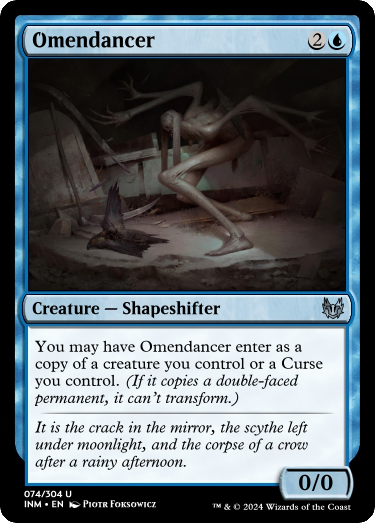 Omendancer 2
Creature — Shapeshifter
You may have Omendancer enter as a
copy of a creature you control or a Curse
you control. (If it copies a double-faced
permanent, it can't transform.)
It is the crack in the mirror, the scythe left
under moonlight, and the corpse of a crow
after a rainy afternoon.
0/0
074/304 U
INM • EN Piotr Foksowicz
™ & © 2024 Wizards of the Coast